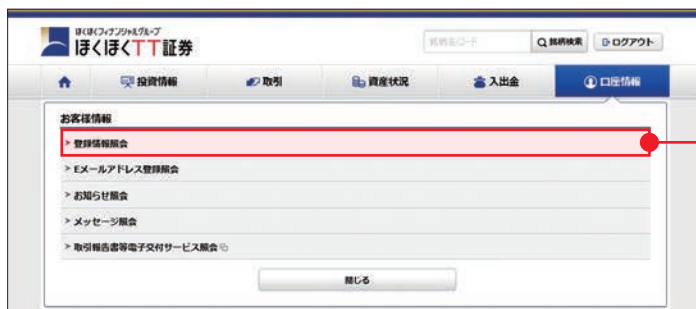 ほくほくフィナンシャルグループ
ほくほくTT証券
銘柄名/コード
銘柄検索
ログアウト
投資情報
取引
資産状況
入出金
口座情報
お客様情報
> 登録情報照会
> Eメールアドレス登録照会
> お知らせ照会
> メッセージ照会
> 取引報告書等電子交付サービス照会
閉じる